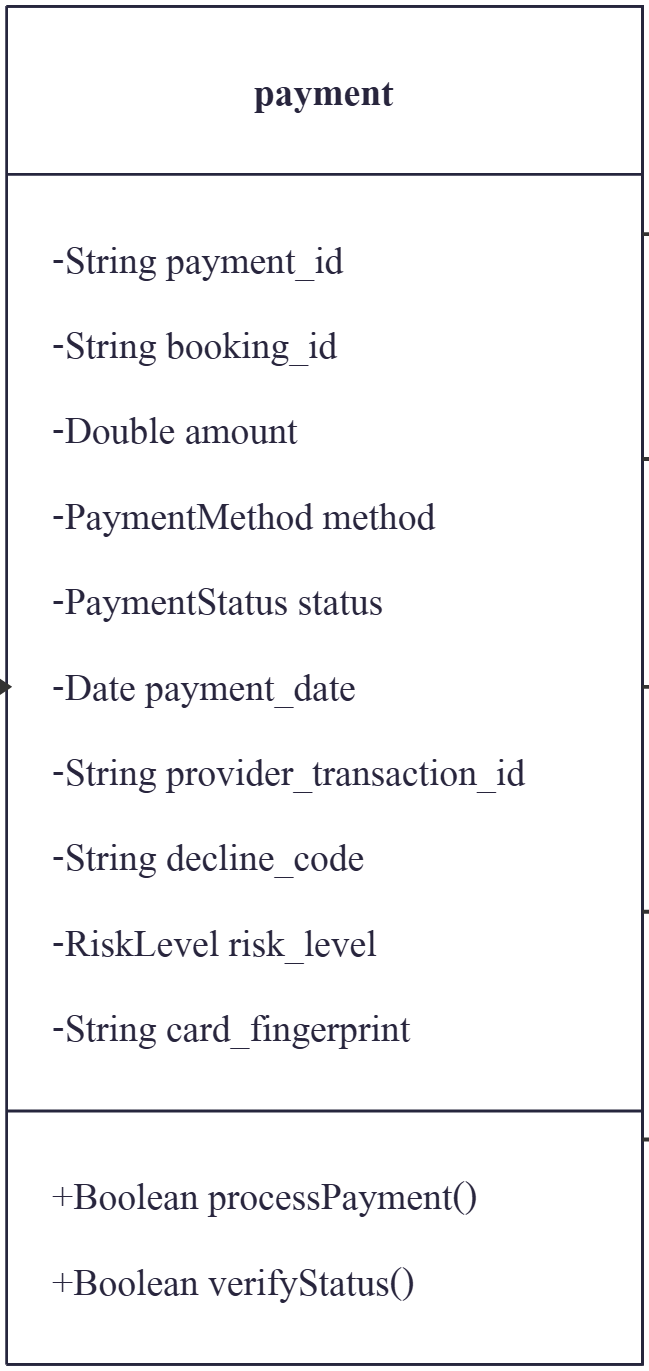 payment
-String payment_id
-String booking_id
-Double amount
-PaymentMethod method
-PaymentStatus status
-Date payment_date
-String provider_transaction_id
-String decline_code
-RiskLevel risk_level
-String card_fingerprint
+Boolean processPayment()
+Boolean verifyStatus()